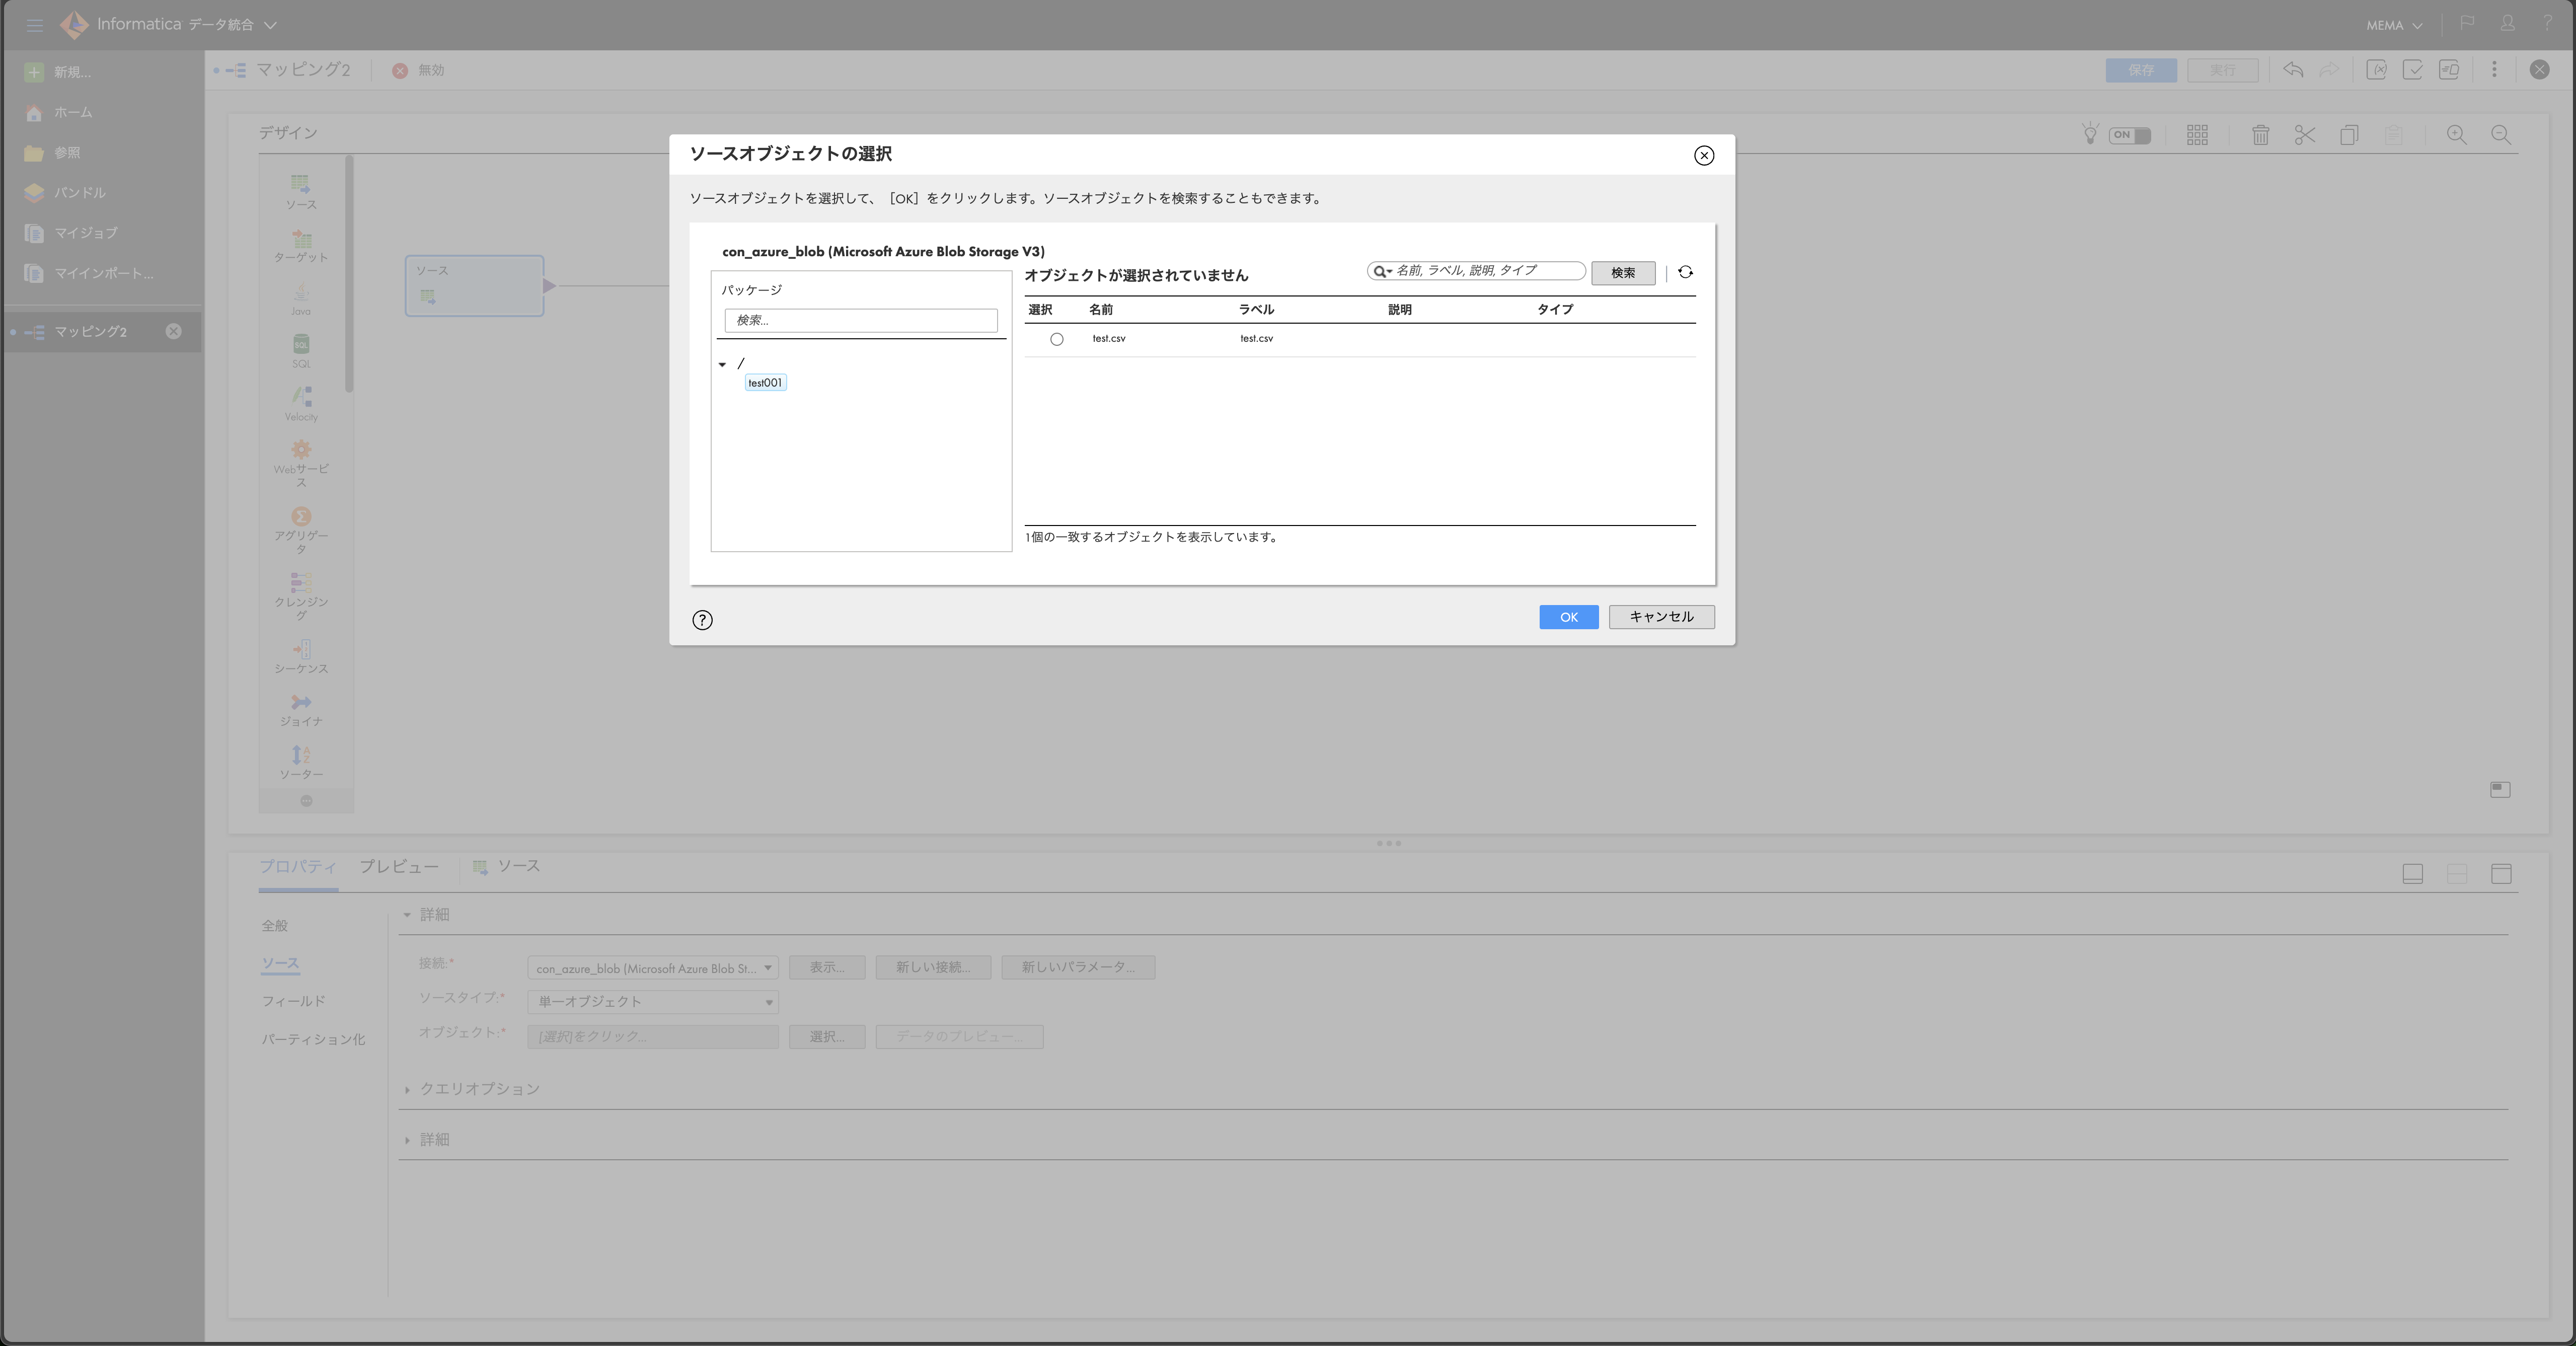 Informatica データ統合
MEMA
?
新規...
ホーム
参照
バンドル
マイジョブ
マイインポート...
マッピング2
マッピング2
無効
保存
実行
デザイン
ON
ソース
ターゲット
Java
SQL
SQL
Velocity
Webサービ
ス
アグリゲー
タ
クレンジン
グ
シーケンス
ジョイナ
ソーター
ソース
ソースオブジェクトの選択
ソースオブジェクトを選択して、［OK］をクリックします。ソースオブジェクトを検索することもできます。
con_azure_blob (Microsoft Azure Blob Storage V3)
パッケージ
検索...
/
test001
オブジェクトが選択されていません
名前, ラベル, 説明, タイプ
検索
選択 名前 ラベル 説明 タイプ
test.csv test.csv
1個の一致するオブジェクトを表示しています。
?
OK
キャンセル
プロパティ
プレビュー
ソース
全般
ソース
フィールド
パーティション化
詳細
接続:*
con_azure_blob (Microsoft Azure Blob St...
表示...
新しい接続...
新しいパラメータ...
ソースタイプ:*
単一オブジェクト
オブジェクト:*
[選択]をクリック...
選択...
データのプレビュー...
クエリオプション
詳細